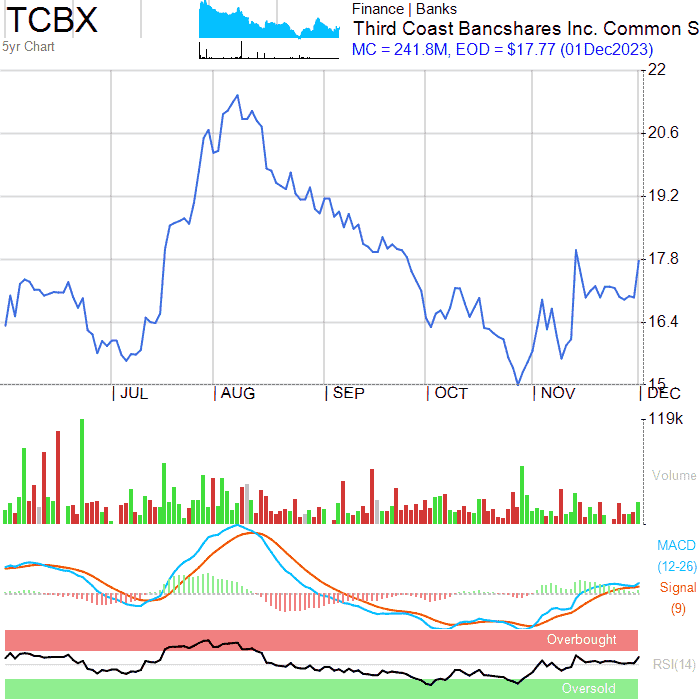 TCBX
5yr Chart
Finance | Banks
Third Coast Bancshares Inc. Common S
MC = 241.8M, EOD = $17.77 (01Dec2023)
22
20.6
19.2
17.8
16.4
15
JUL AUG SEP OCT NOV DEC
119k
Volume
MACD
(12-26)
Signal
(9)
Overbought
RSI(14)
Oversold